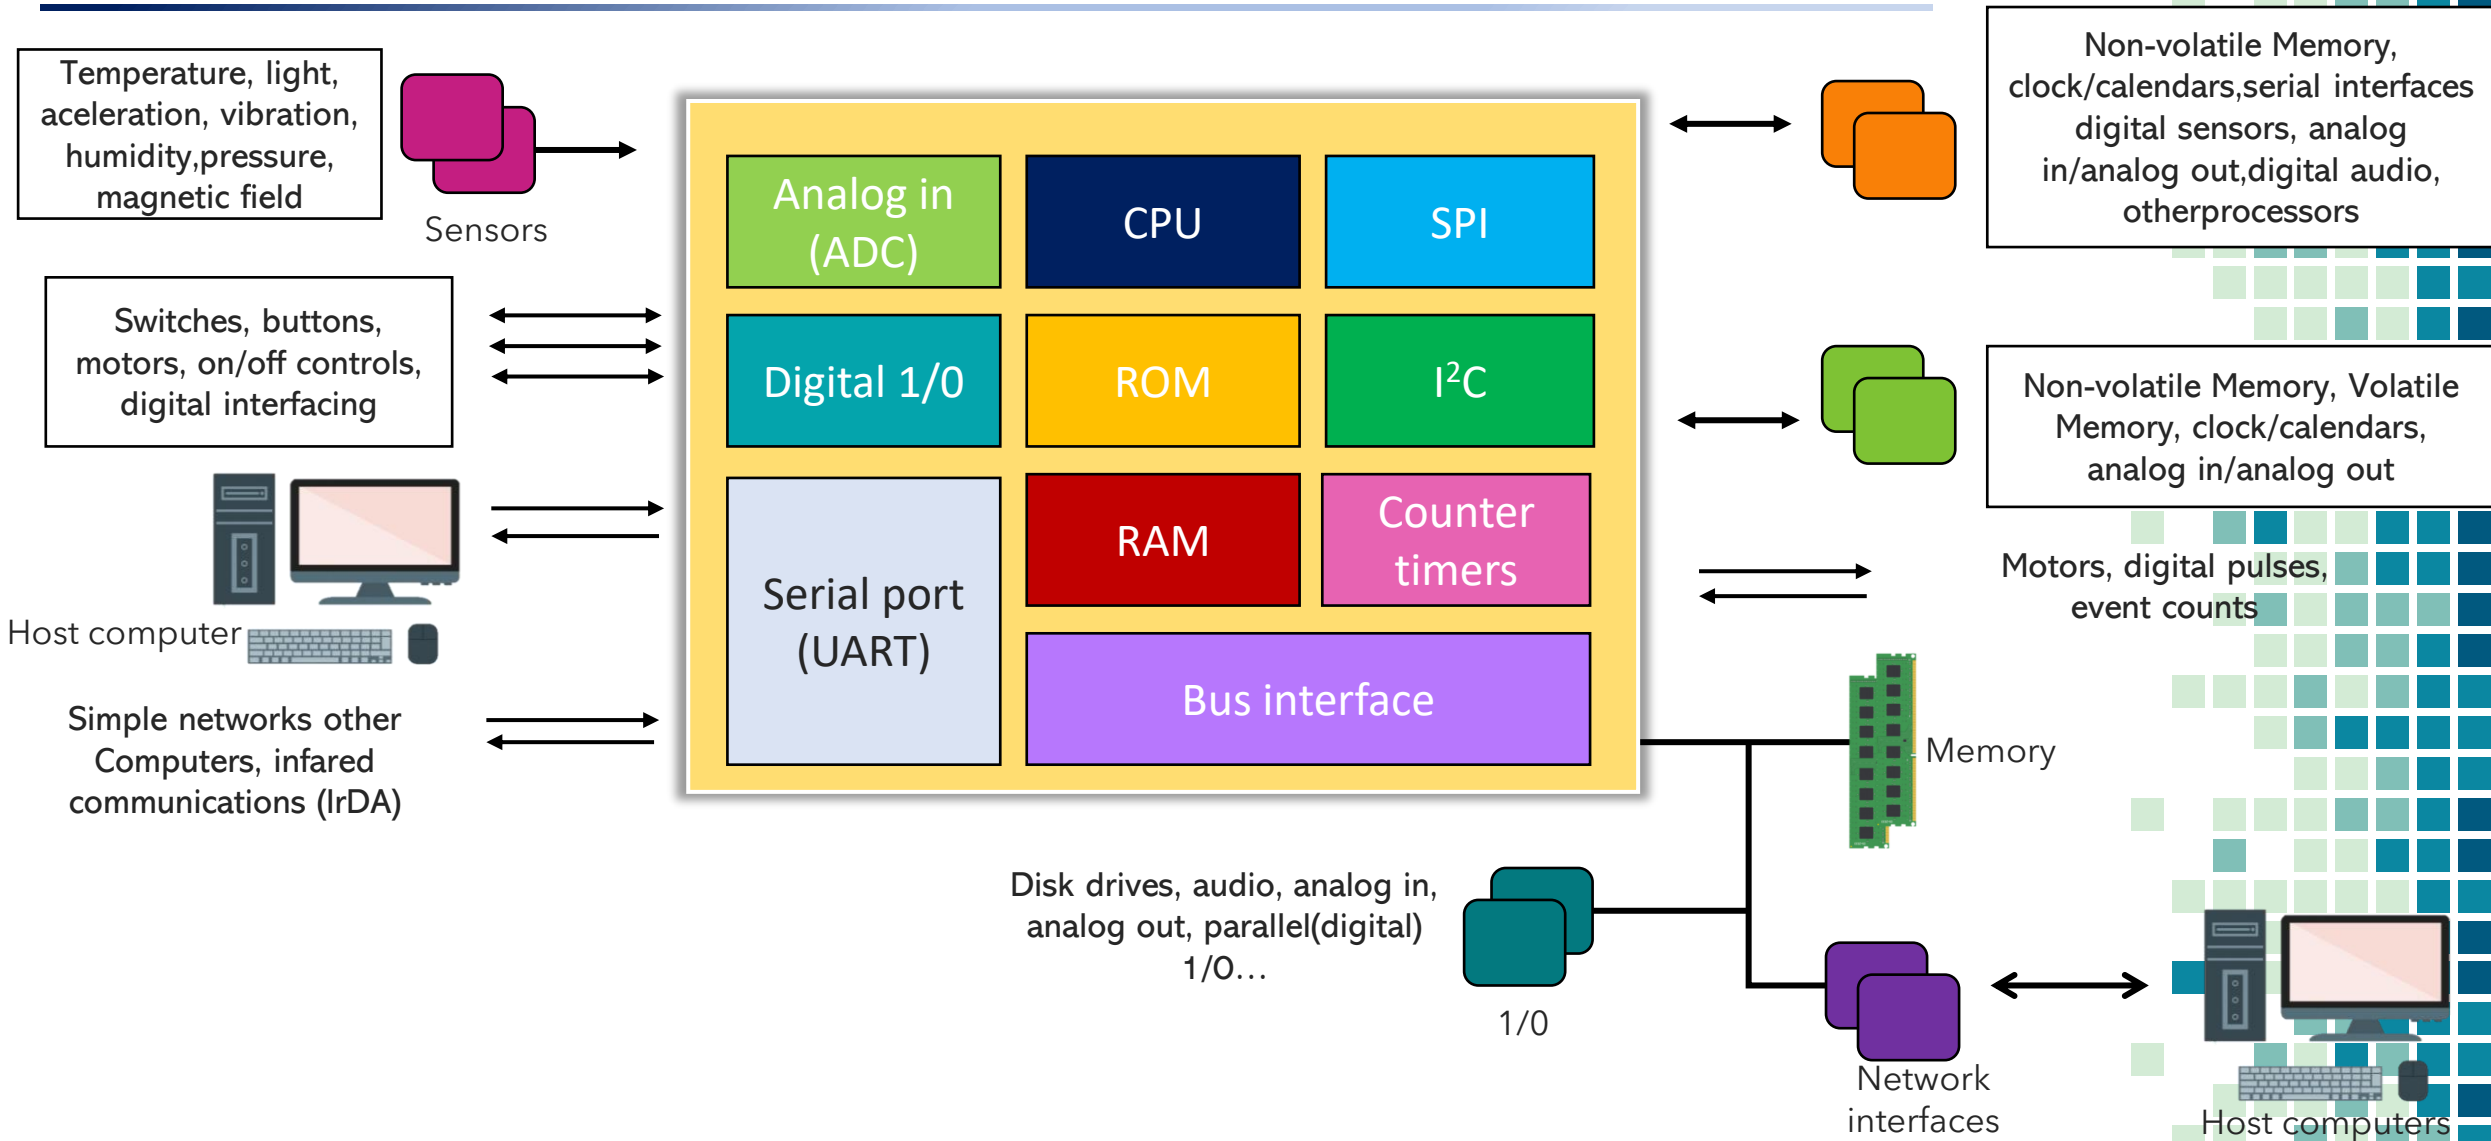 Temperature, light,
aceleration, vibration,
humidity,pressure,
magnetic field
Sensors
Switches, buttons,
motors, on/off controls,
digital interfacing
Host computer
Simple networks other
Computers, infared
communications (IrDA)
Analog in
(ADC)
CPU
SPI
Digital 1/0
ROM
I²C
Serial port
(UART)
RAM
Counter
timers
Bus interface
Non-volatile Memory,
clock/calendars,serial interfaces
digital sensors, analog
in/analog out,digital audio,
otherprocessors
Non-volatile Memory, Volatile
Memory, clock/calendars,
analog in/analog out
Motors, digital pulses,
event counts
Memory
Disk drives, audio, analog in,
analog out, parallel(digital)
1/0...
1/0
Network
interfaces
Host computers